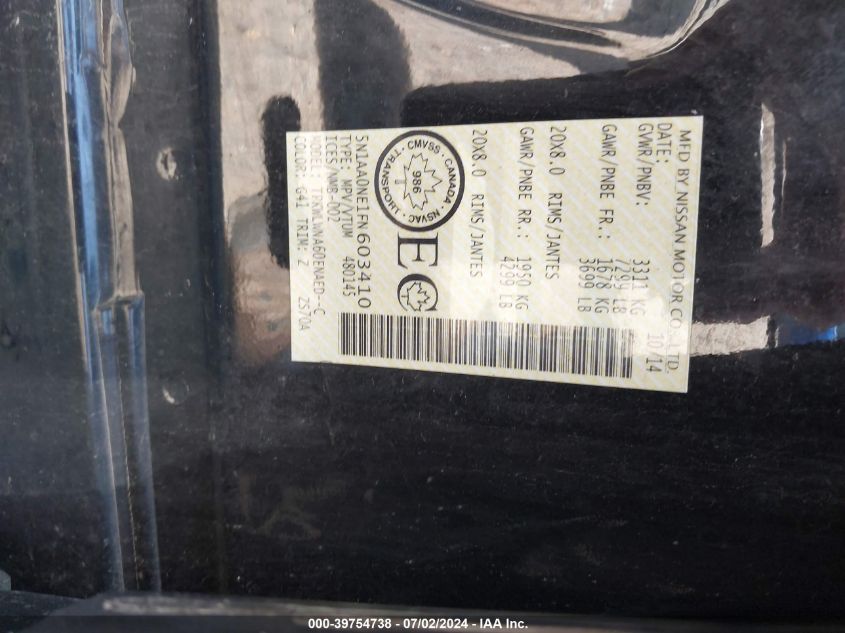 MFD BY NISSAN MOTOR CO., LTD.
DATE: 10/14
GVWR/PNBV: 3311 KG
7299 LB
GAWR/PNBE FR.: 1678 KG
3699 LB
20X8.0 RIMS/JANTES
GAWR/PNBE RR.: 1950 KG
4299 LB
20X8.0 RIMS/JANTES
CMVSS · CANADA · NSVAC · TRANSPORT
986
EC
5N1AA0NE1FN603410
TYPE: MPV/VTUM 480145
ICES/NMB-002
COLOR: G41 TRIM: Z
000-39754738 - 07/02/2024 - IAA Inc.